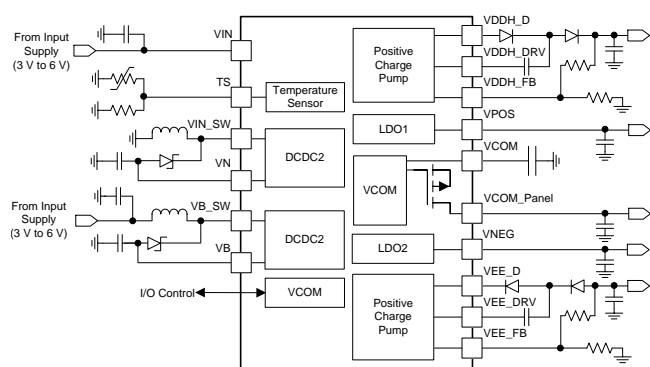 From Input
Supply
(3 V to 6 V)
VIN
TS
Temperature
Sensor
VIN_SW
VN
DCDC2
From Input
Supply
(3 V to 6 V)
VB_SW
VB
DCDC2
I/O Control
VCOM
Positive
Charge
Pump
VDDH_D
VDDH_DRV
VDDH_FB
LDO1
VPOS
VCOM
VCOM
VCOM_Panel
LDO2
VNEG
Positive
Charge
Pump
VEE_D
VEE_DRV
VEE_FB